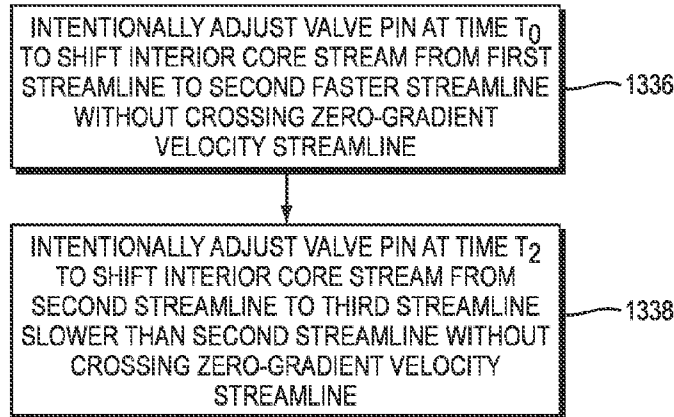 INTENTIONALLY ADJUST VALVE PIN AT TIME T0
TO SHIFT INTERIOR CORE STREAM FROM FIRST
STREAMLINE TO SECOND FASTER STREAMLINE
WITHOUT CROSSING ZERO-GRADIENT
VELOCITY STREAMLINE
1336
INTENTIONALLY ADJUST VALVE PIN AT TIME T2
TO SHIFT INTERIOR CORE STREAM FROM
SECOND STREAMLINE TO THIRD STREAMLINE
SLOWER THAN SECOND STREAMLINE WITHOUT
CROSSING ZERO-GRADIENT VELOCITY
STREAMLINE
1338